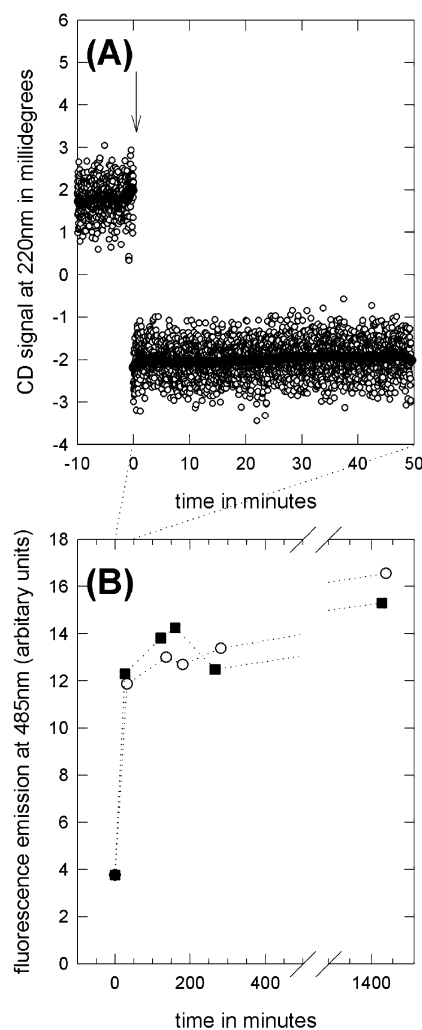 (A)
6
5
4
3
2
1
0
-1
-2
-3
-4
CD signal at 220nm in millidegrees
-10 0 10 20 30 40 50
time in minutes
(B)
18
16
14
12
10
8
6
4
2
0
fluorescence emission at 485nm (arbitary units)
0 200 400 1400
time in minutes